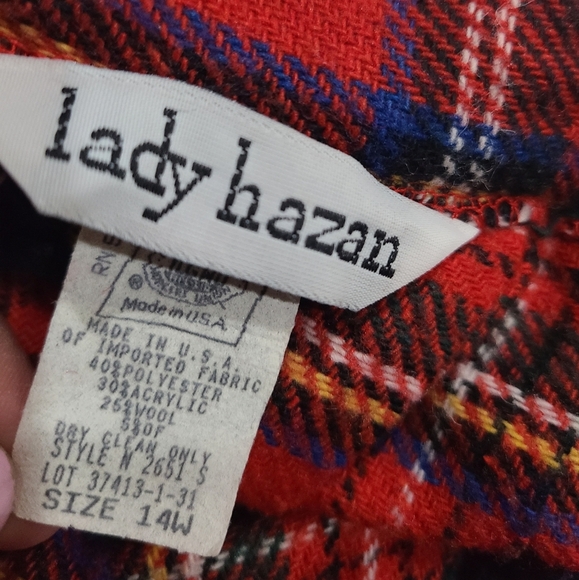 lady hazan
RN
®
Made in U.S.A.
MADE IN U.S.A.
OF IMPORTED FABRIC
40%POLYESTER
30%ACRYLIC
25%WOOL
5%OF
DRY CLEAN ONLY
STYLE N 2651 S
LOT 37413-1-31
SIZE 14W